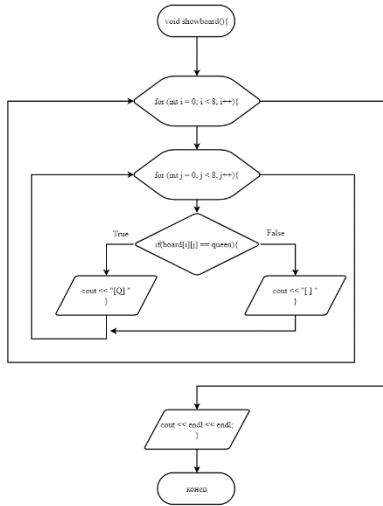 void showboard(){
for (int i = 0; i < 8; i++){
for (int j = 0; j < 8; j++){
if(board[i][j] == queen){
True
False
cout << "[Q] "
}
cout << "[ ] "
}
cout << endl << endl;
}
конец